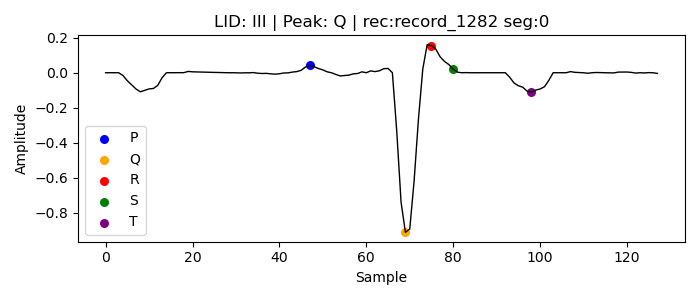 LID: III | Peak: Q | rec:record_1282 seg:0
Amplitude
0.2
0.0
−0.2
−0.4
−0.6
−0.8
P
Q
R
S
T
0 20 40 60 80 100 120
Sample